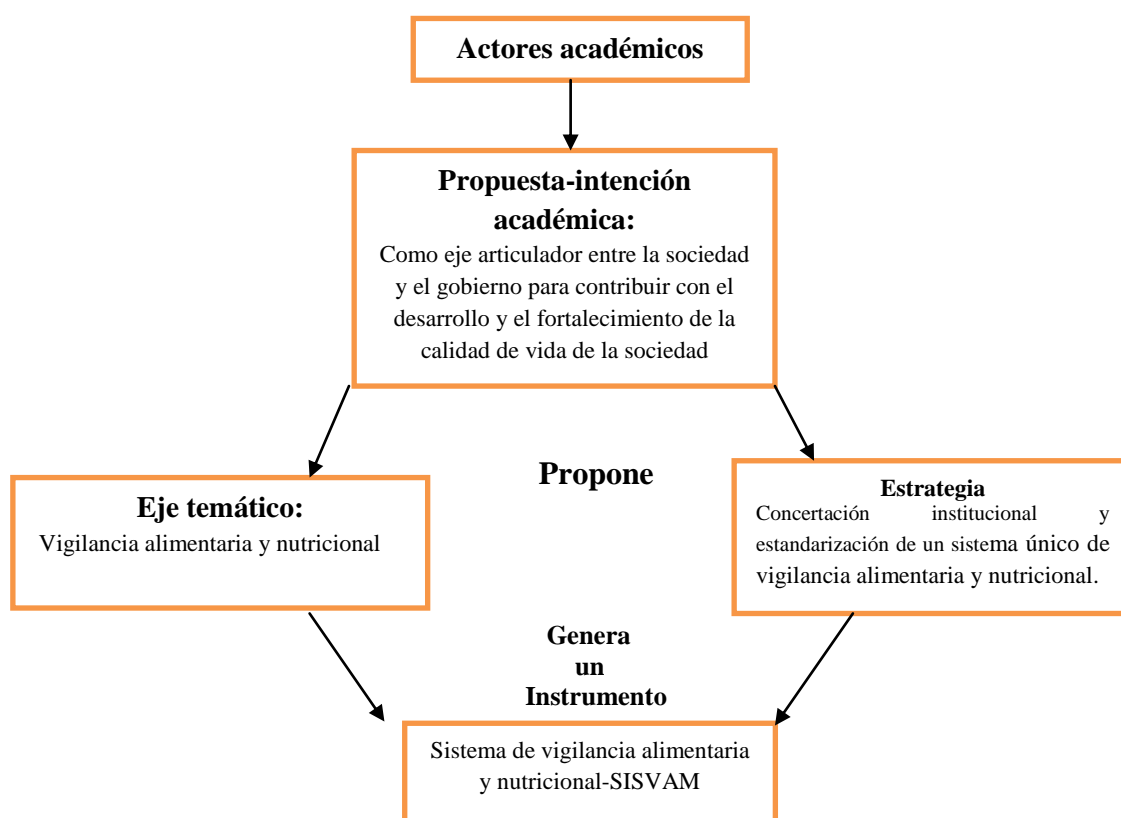 Actores académicos
Propuesta-intención
académica:
Como eje articulador entre la sociedad
y el gobierno para contribuir con el
desarrollo y el fortalecimiento de la
calidad de vida de la sociedad
Propone
Eje temático:
Vigilancia alimentaria y nutricional
Estrategia
Concertación institucional y
estandarización de un sistema único de
vigilancia alimentaria y nutricional.
Genera
un
Instrumento
Sistema de vigilancia alimentaria
y nutricional-SISVAM